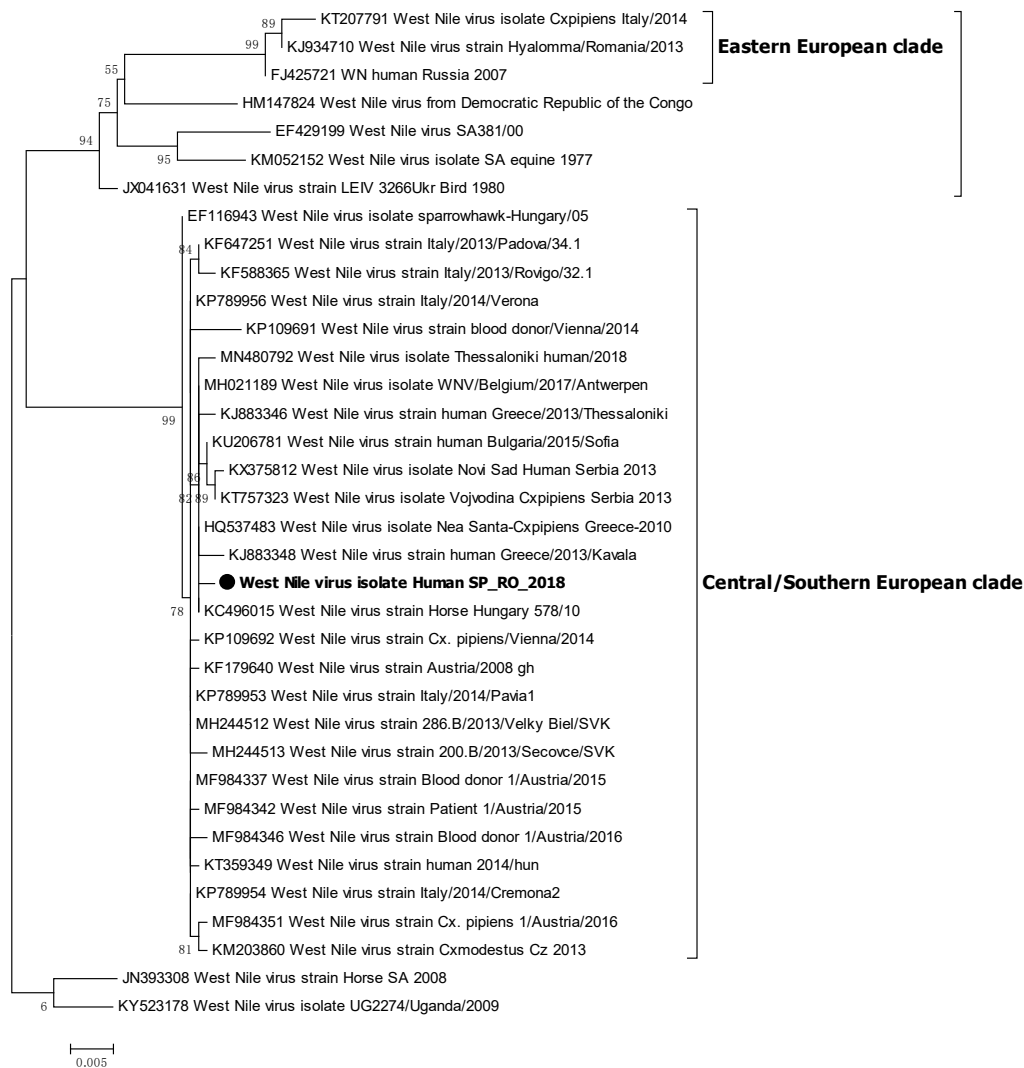 89
KT207791 West Nile virus isolate Cxpipiens Italy/2014
99
KJ934710 West Nile virus strain Hyalomma/Romania/2013
Eastern European clade
55
FJ425721 WN human Russia 2007
75
HM147824 West Nile virus from Democratic Republic of the Congo
94
EF429199 West Nile virus SA381/00
95
KM052152 West Nile virus isolate SA equine 1977
JX041631 West Nile virus strain LEIV 3266Ukr Bird 1980
EF116943 West Nile virus isolate sparrowhawk-Hungary/05
84
KF647251 West Nile virus strain Italy/2013/Padova/34.1
KF588365 West Nile virus strain Italy/2013/Rovigo/32.1
KP789956 West Nile virus strain Italy/2014/Verona
KP109691 West Nile virus strain blood donor/Vienna/2014
MN480792 West Nile virus isolate Thessaloniki human/2018
MH021189 West Nile virus isolate WNV/Belgium/2017/Antwerpen
99
KJ883346 West Nile virus strain human Greece/2013/Thessaloniki
KU206781 West Nile virus strain human Bulgaria/2015/Sofia
86
KX375812 West Nile virus isolate Novi Sad Human Serbia 2013
82
89
KT757323 West Nile virus isolate Vojvodina Cxpipiens Serbia 2013
HQ537483 West Nile virus isolate Nea Santa-Cxpipiens Greece-2010
KJ883348 West Nile virus strain human Greece/2013/Kavala
West Nile virus isolate Human SP_RO_2018
Central/Southern European clade
78
KC496015 West Nile virus strain Horse Hungary 578/10
KP109692 West Nile virus strain Cx. pipiens/Vienna/2014
KF179640 West Nile virus strain Austria/2008 gh
KP789953 West Nile virus strain Italy/2014/Pavia1
MH244512 West Nile virus strain 286.B/2013/Velky Biel/SVK
MH244513 West Nile virus strain 200.B/2013/Secovce/SVK
MF984337 West Nile virus strain Blood donor 1/Austria/2015
MF984342 West Nile virus strain Patient 1/Austria/2015
MF984346 West Nile virus strain Blood donor 1/Austria/2016
KT359349 West Nile virus strain human 2014/hun
KP789954 West Nile virus strain Italy/2014/Cremona2
MF984351 West Nile virus strain Cx. pipiens 1/Austria/2016
81
KM203860 West Nile virus strain Cxmodestus Cz 2013
JN393308 West Nile virus strain Horse SA 2008
6
KY523178 West Nile virus isolate UG2274/Uganda/2009
0.005